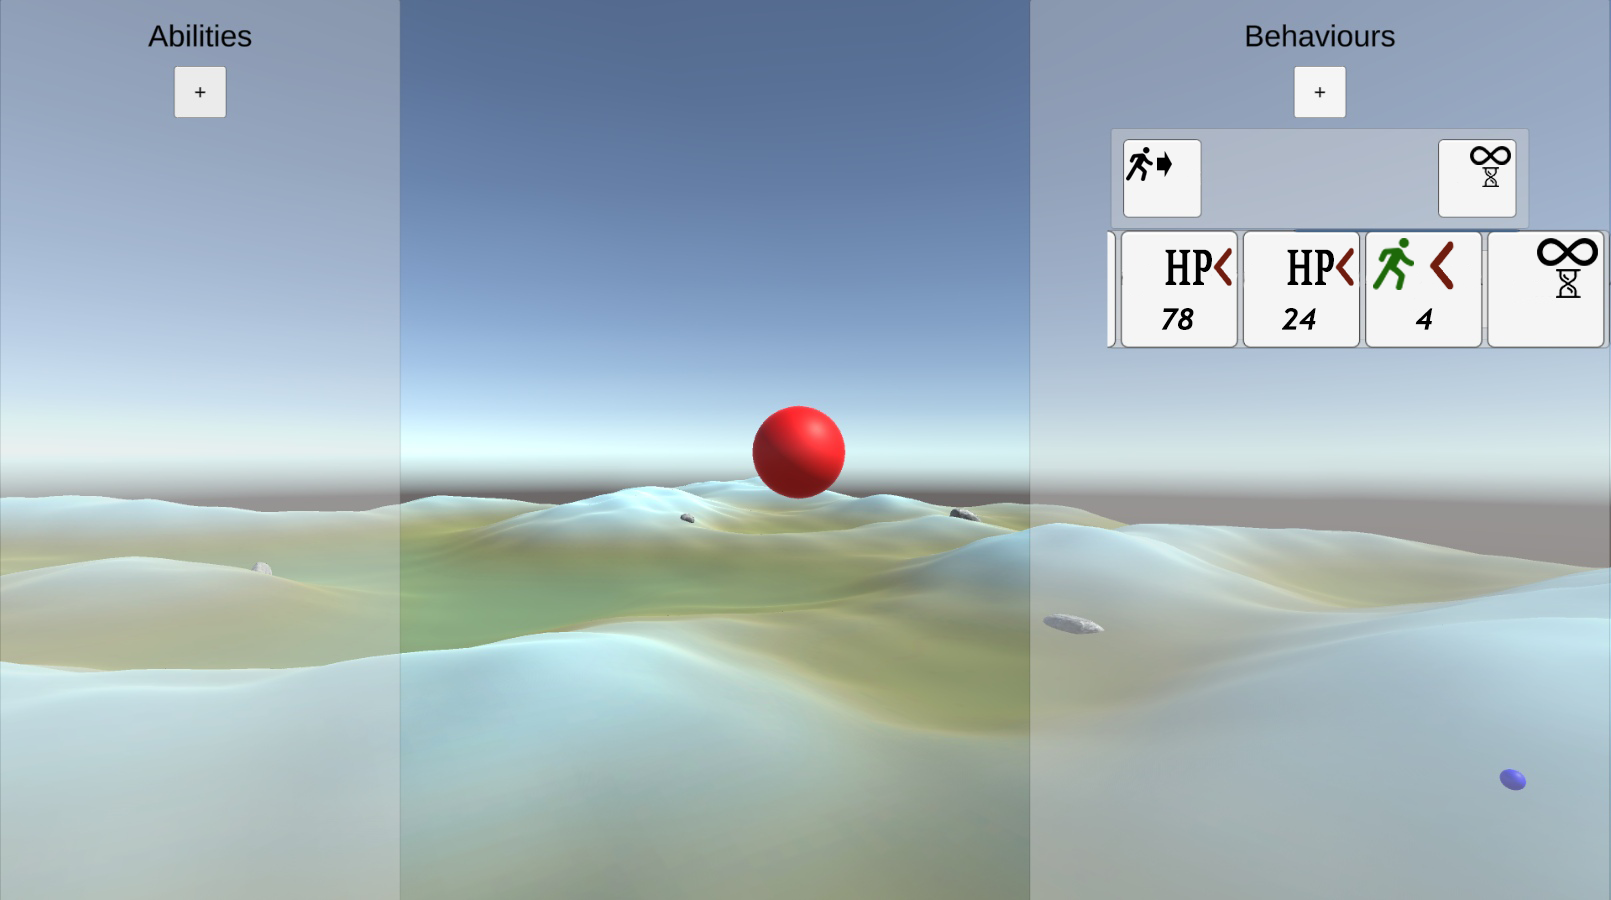 Abilities
+
Behaviours
+
HP<
78
HP<
24
<
4